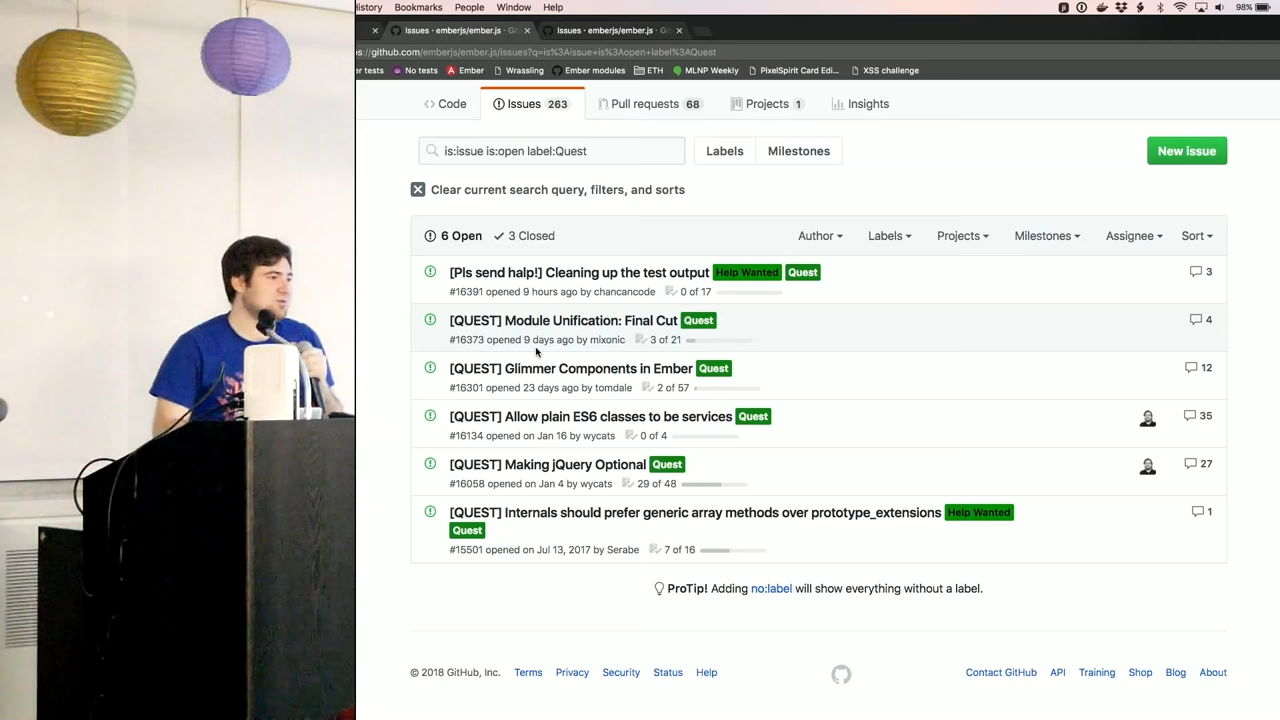 History Bookmarks People Window Help 98%
Issues · emberjs/ember.js · Git × Issues · emberjs/ember.js · Git ×
s://github.com/emberjs/ember.js/issues?q=is%3Aissue+is%3Aopen+label%3AQuest
er tests No tests Ember Wrassling Ember modules ETH MLNP Weekly PixelSpirit Card Edi... XSS challenge
Code Issues 263 Pull requests 68 Projects 1 Insights
is:issue is:open label:Quest Labels Milestones New issue
Clear current search query, filters, and sorts
6 Open 3 Closed Author Labels Projects Milestones Assignee Sort
[Pls send halp!] Cleaning up the test output Help Wanted Quest 3
#16391 opened 9 hours ago by chancancode 0 of 17
[QUEST] Module Unification: Final Cut Quest 4
#16373 opened 9 days ago by mixonic 3 of 21
[QUEST] Glimmer Components in Ember Quest 12
#16301 opened 23 days ago by tomdale 2 of 57
[QUEST] Allow plain ES6 classes to be services Quest 35
#16134 opened on Jan 16 by wycats 0 of 4
[QUEST] Making jQuery Optional Quest 27
#16058 opened on Jan 4 by wycats 29 of 48
[QUEST] Internals should prefer generic array methods over prototype_extensions Help Wanted 1
Quest
#15501 opened on Jul 13, 2017 by Serabe 7 of 16
ProTip! Adding no:label will show everything without a label.
© 2018 GitHub, Inc. Terms Privacy Security Status Help Contact GitHub API Training Shop Blog About